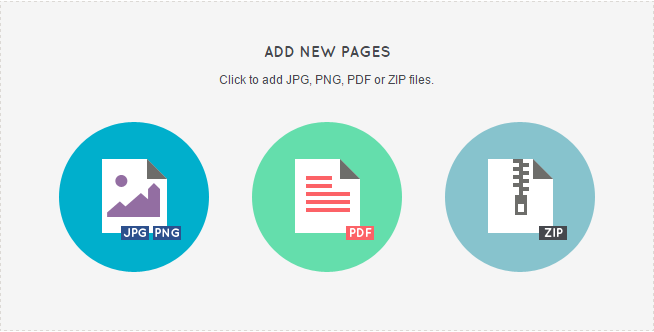 ADD NEW PAGES
Click to add JPG, PNG, PDF or ZIP files.
JPG PNG
PDF
ZIP